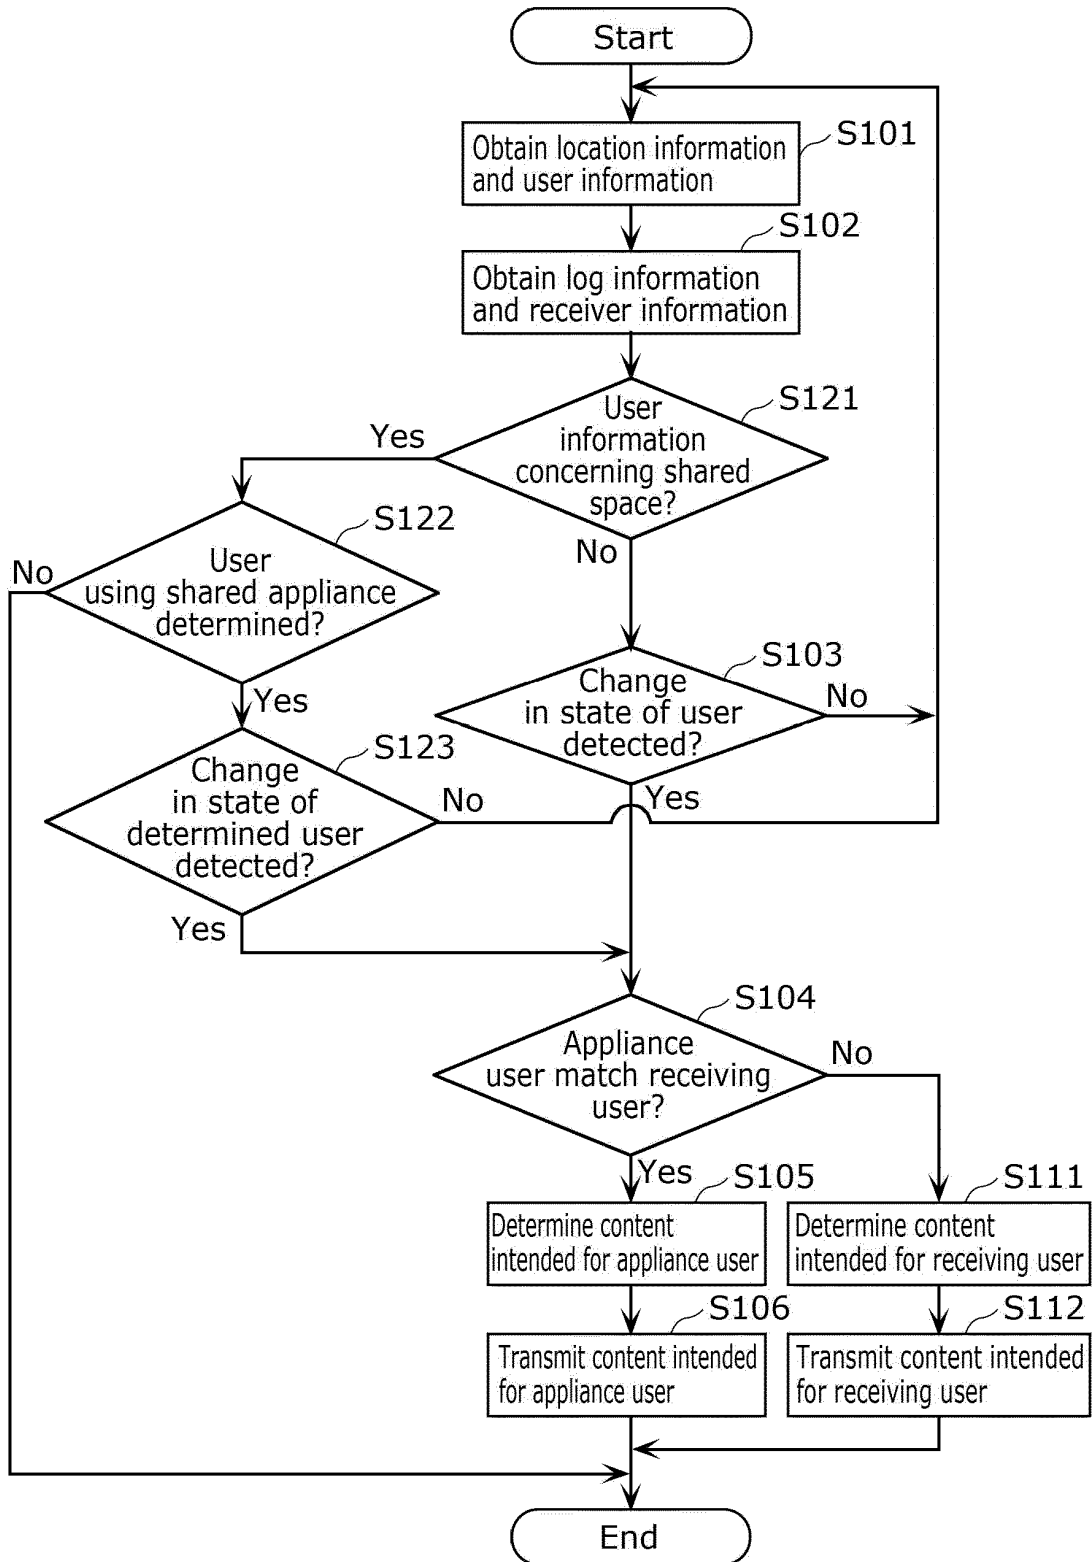 Start
S101
Obtain location information
and user information
S102
Obtain log information
and receiver information
S121
User
information
concerning shared
space?
Yes
No
S122
User
using shared appliance
determined?
No
Yes
S103
Change
in state of user
detected?
No
Yes
S123
Change
in state of
determined user
detected?
No
Yes
S104
Appliance
user match receiving
user?
No
Yes
S105
Determine content
intended for appliance user
S111
Determine content
intended for receiving user
S106
Transmit content intended
for appliance user
S112
Transmit content intended
for receiving user
End